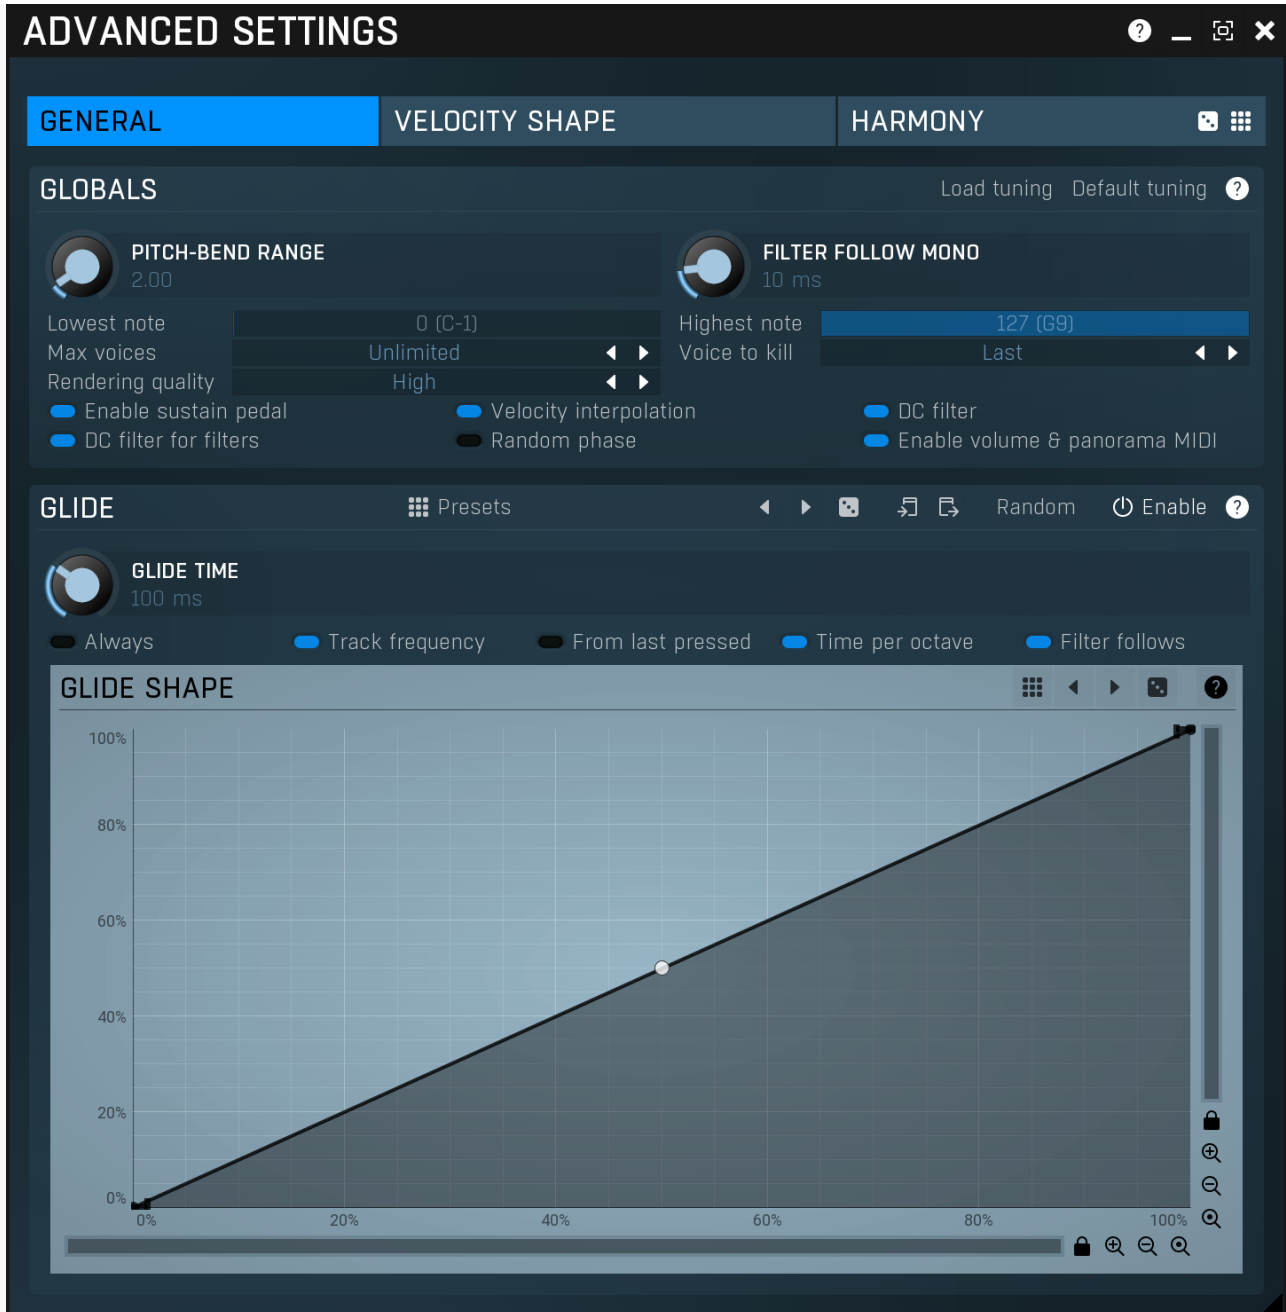 ADVANCED SETTINGS ?
GENERAL VELOCITY SHAPE HARMONY
GLOBALS Load tuning Default tuning ?
PITCH-BEND RANGE FILTER FOLLOW MONO
2.00 10 ms
Lowest note 0 (C-1) Highest note 127 (G9)
Max voices Unlimited Voice to kill Last
Rendering quality High
Enable sustain pedal Velocity interpolation DC filter
DC filter for filters Random phase Enable volume & panorama MIDI
GLIDE Presets Random Enable ?
GLIDE TIME
100 ms
Always Track frequency From last pressed Time per octave Filter follows
GLIDE SHAPE ?
100%
80%
60%
40%
20%
0%
0% 20% 40% 60% 80% 100%